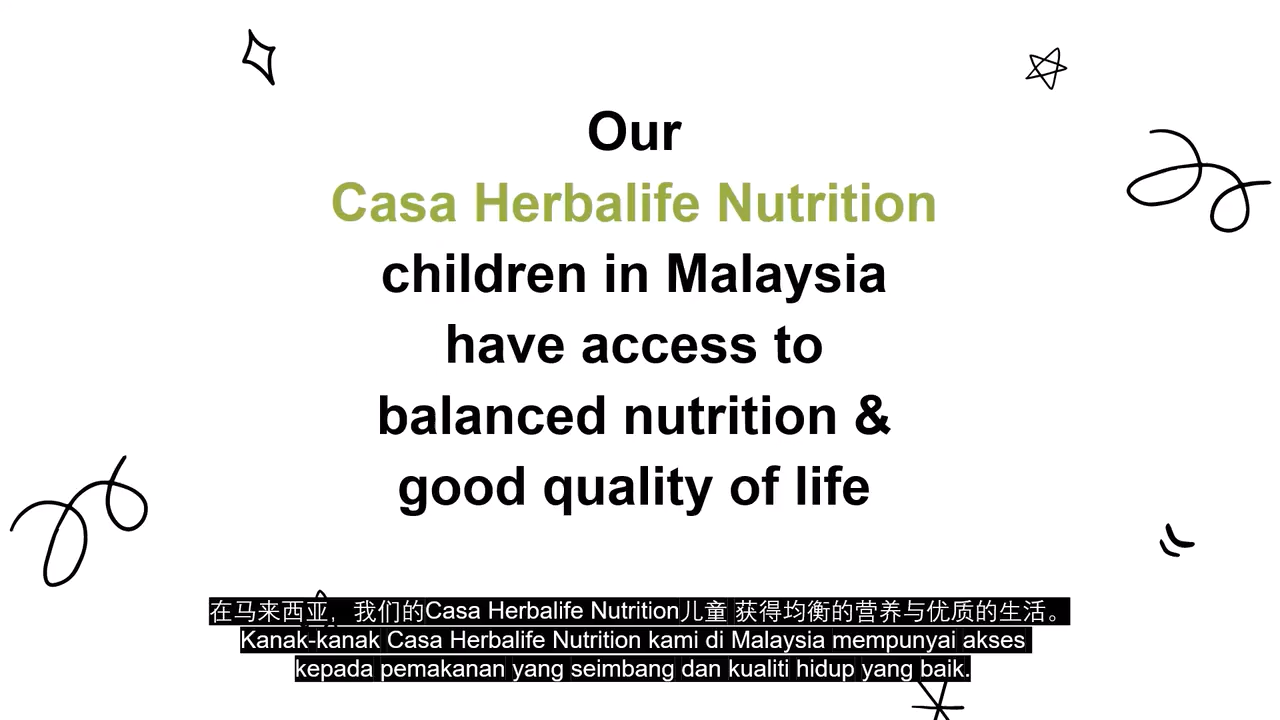 Our
Casa Herbalife Nutrition
children in Malaysia
have access to
balanced nutrition &
good quality of life
在马来西亚，我们的Casa Herbalife Nutrition儿童 获得均衡的营养与优质的生活。
Kanak-kanak Casa Herbalife Nutrition kami di Malaysia mempunyai akses
kepada pemakanan yang seimbang dan kualiti hidup yang baik.